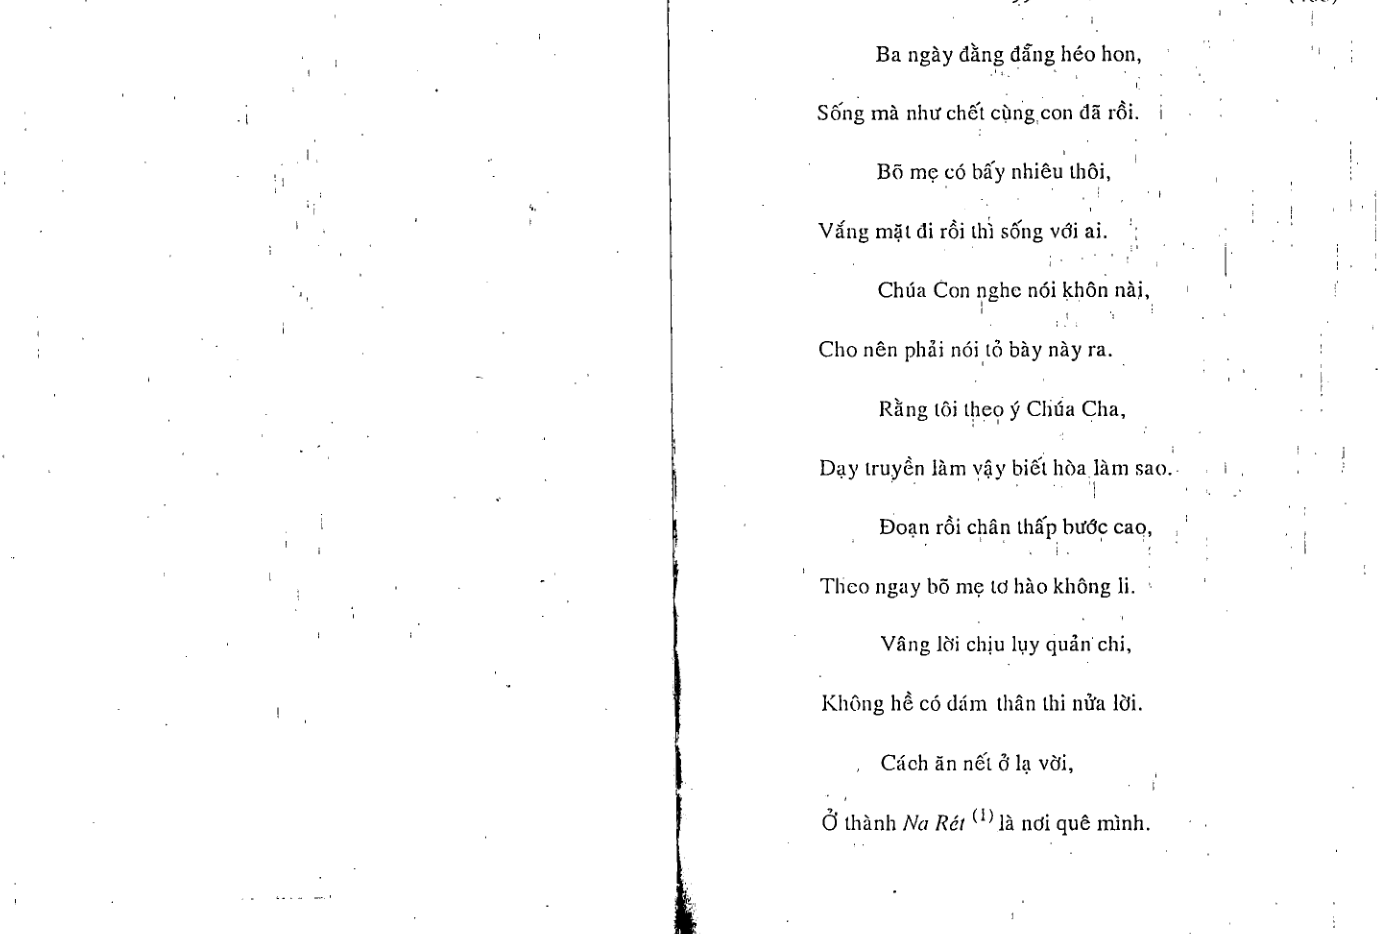 Ba ngày đằng đẵng héo hon,
Sống mà như chết cùng con đã rồi.
Bõ mẹ có bấy nhiêu thôi,
Vắng mặt đi rồi thì sống với ai.
Chúa Con nghe nói khôn nài,
Cho nên phải nói tỏ bày này ra.
Rằng tôi theo ý Chúa Cha,
Dạy truyền làm vậy biết hòa làm sao.
Đoạn rồi chân thấp bước cao,
Theo ngay bõ mẹ tơ hào không li.
Vâng lời chịu lụy quản chi,
Không hề có dám thân thi nửa lời.
Cách ăn nết ở lạ vời,
Ở thành Na Rét (1) là nơi quê mình.